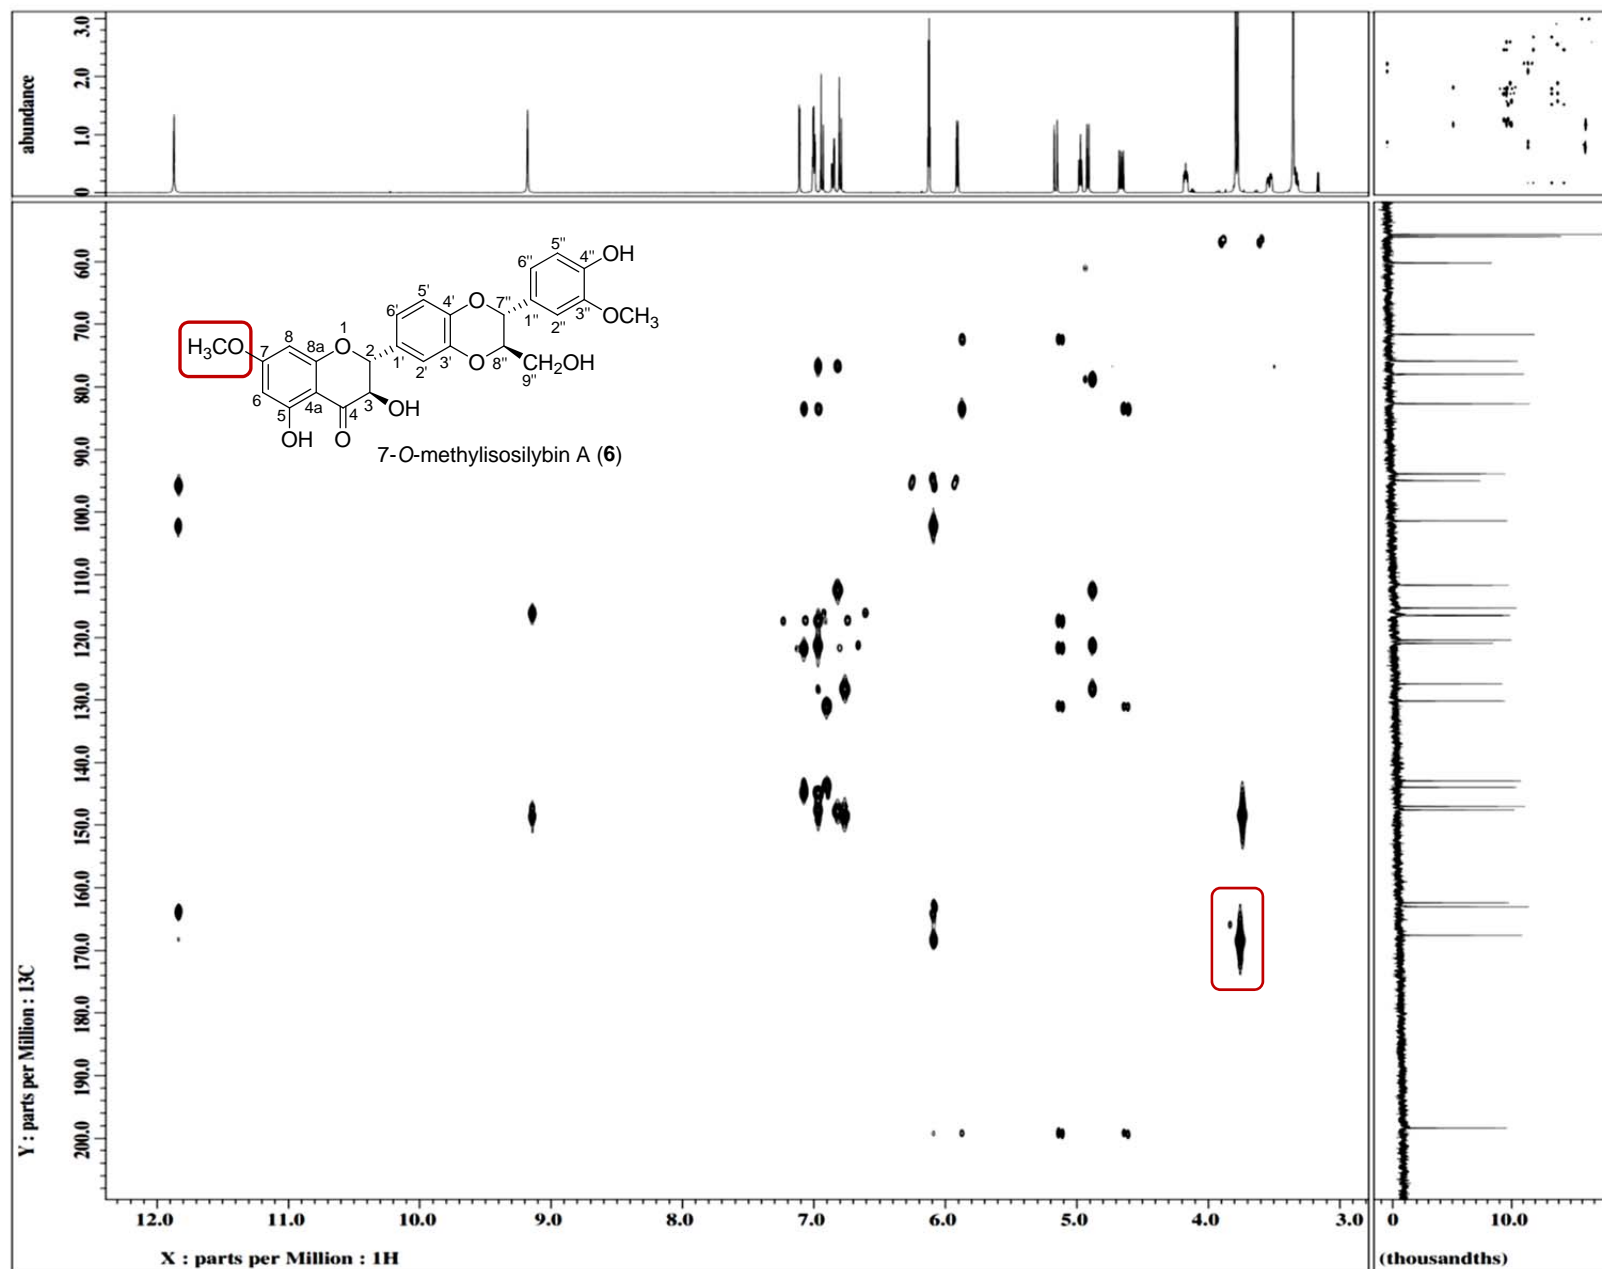 abundance
3.0
2.0
1.0
0
Y : parts per Million : 13C
60.0
70.0
80.0
90.0
100.0
110.0
120.0
130.0
140.0
150.0
160.0
170.0
180.0
190.0
200.0
5''
OH
6''
4''
5'
O
7''
3''
6'
4'
1''
2''
OCH3
H3CO
8
1
O
2
1'
3'
O
8''
7
8a
2'
9''
CH2OH
6
4a
3
OH
5
4
OH
O
7-O-methylisosilybin A (6)
12.0 11.0 10.0 9.0 8.0 7.0 6.0 5.0 4.0 3.0
0 10.0
X : parts per Million : 1H
(thousandths)